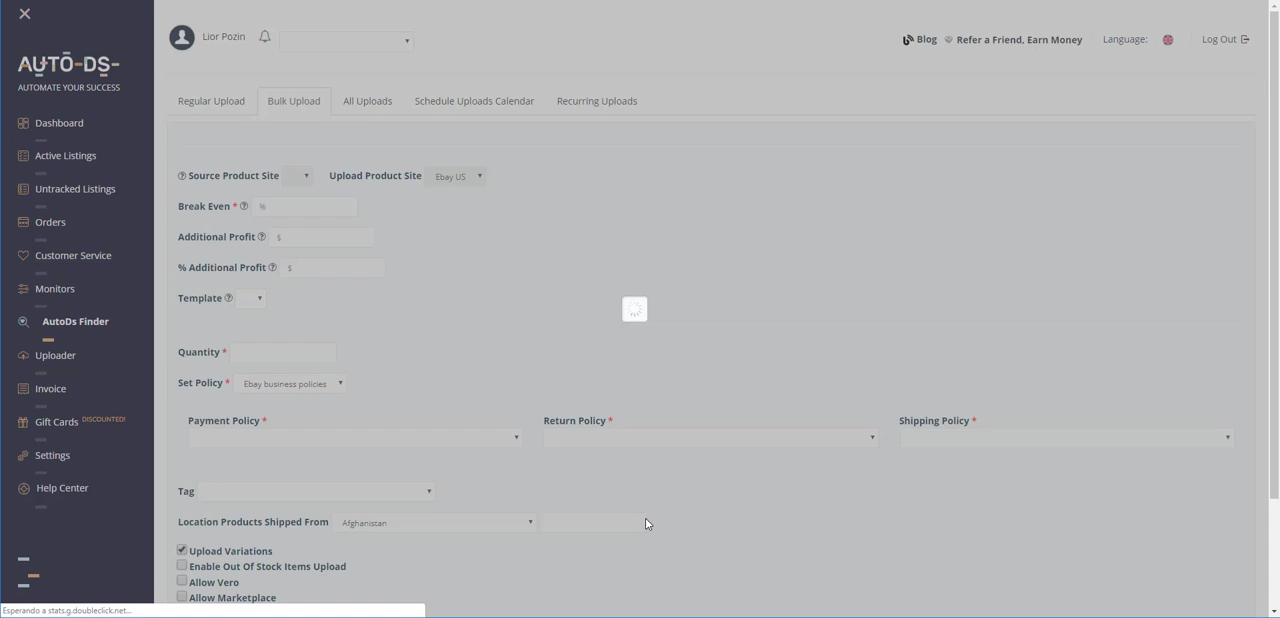 Lior Pozin
Blog
Refer a Friend, Earn Money
Language:
Log Out
AUTO-DS-
AUTOMATE YOUR SUCCESS
Dashboard
Active Listings
Untracked Listings
Orders
Customer Service
Monitors
AutoDs Finder
Uploader
Invoice
Gift Cards DISCOUNTED!
Settings
Help Center
Regular Upload
Bulk Upload
All Uploads
Schedule Uploads Calendar
Recurring Uploads
Source Product Site
Upload Product Site Ebay US
Break Even * %
Additional Profit $
% Additional Profit $
Template
Quantity *
Set Policy * Ebay business policies
Payment Policy *
Return Policy *
Shipping Policy *
Tag
Location Products Shipped From Afghanistan
Upload Variations
Enable Out Of Stock Items Upload
Allow Vero
Allow Marketplace
Esperando a stats.g.doubleclick.net...